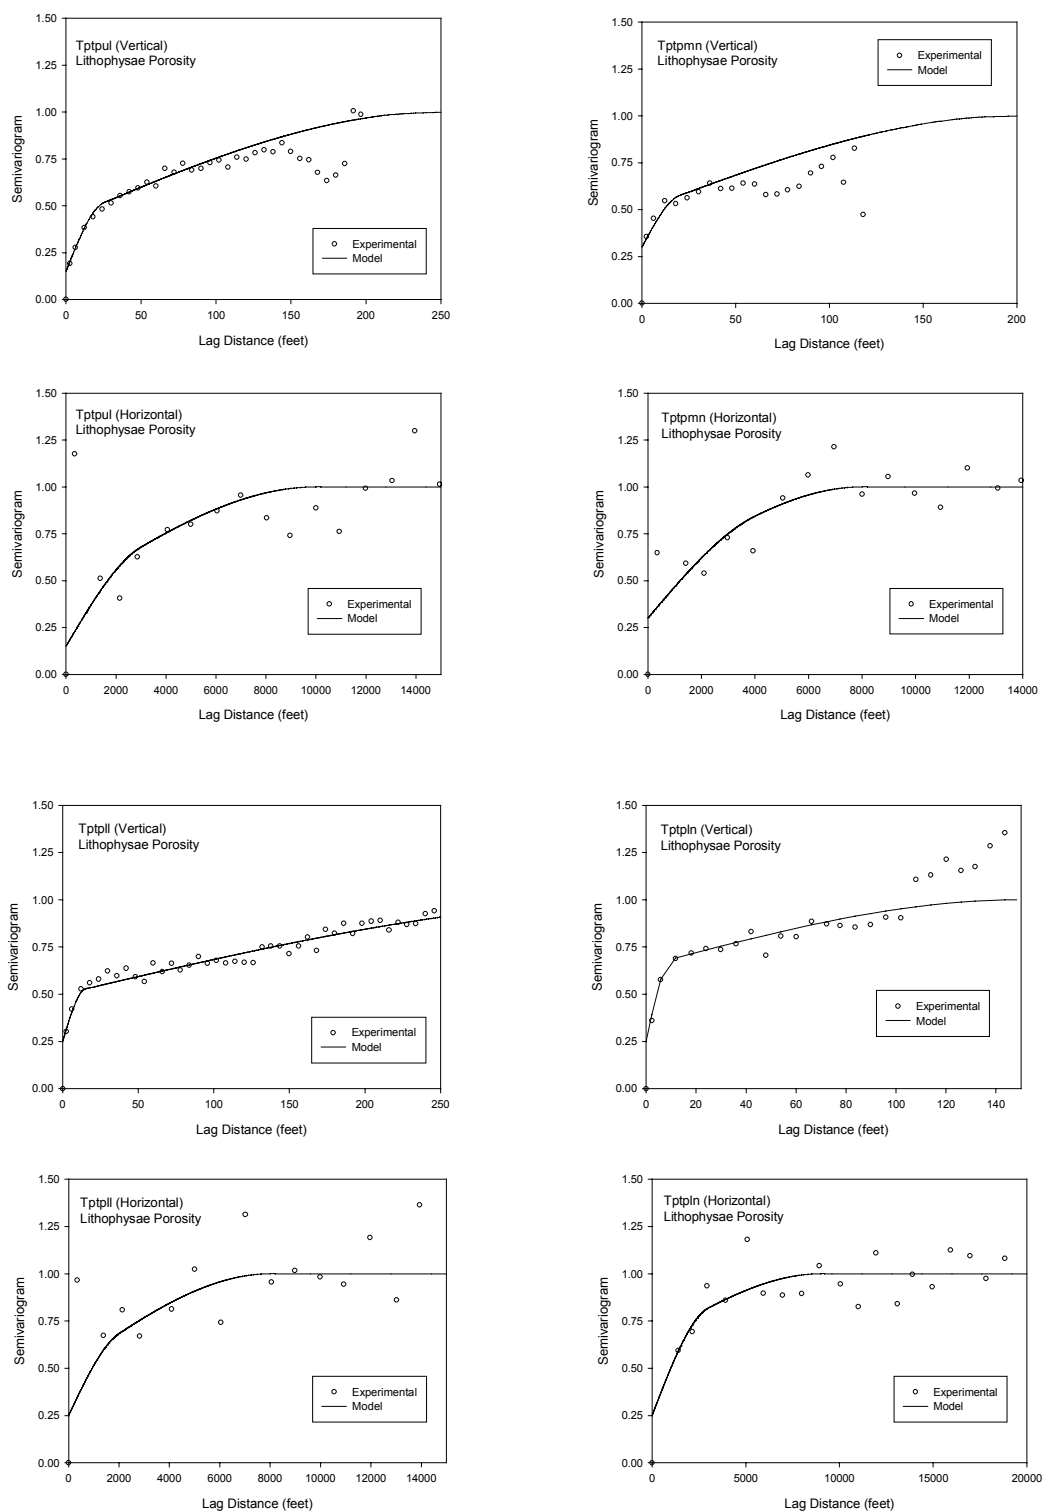 1.50
1.25
1.00
0.75
0.50
0.25
0.00
Semivariogram
Tptpul (Vertical)
Lithophysae Porosity
Experimental
Model
0
50
100
150
200
250
Lag Distance (feet)
1.50
1.25
1.00
0.75
0.50
0.25
0.00
Semivariogram
Tptpmn (Vertical)
Lithophysae Porosity
Experimental
Model
0
50
100
150
200
Lag Distance (feet)
1.50
1.25
1.00
0.75
0.50
0.25
0.00
Semivariogram
Tptpul (Horizontal)
Lithophysae Porosity
Experimental
Model
0
2000
4000
6000
8000
10000
12000
14000
Lag Distance (feet)
1.50
1.25
1.00
0.75
0.50
0.25
0.00
Semivariogram
Tptpmn (Horizontal)
Lithophysae Porosity
Experimental
Model
0
2000
4000
6000
8000
10000
12000
14000
Lag Distance (feet)
1.50
1.25
1.00
0.75
0.50
0.25
0.00
Semivariogram
Tptpll (Vertical)
Lithophysae Porosity
Experimental
Model
0
50
100
150
200
250
Lag Distance (feet)
1.50
1.25
1.00
0.75
0.50
0.25
0.00
Semivariogram
Tptpln (Vertical)
Lithophysae Porosity
Experimental
Model
0
20
40
60
80
100
120
140
Lag Distance (feet)
1.50
1.25
1.00
0.75
0.50
0.25
0.00
Semivariogram
Tptpll (Horizontal)
Lithophysae Porosity
Experimental
Model
0
2000
4000
6000
8000
10000
12000
14000
Lag Distance (feet)
1.50
1.25
1.00
0.75
0.50
0.25
0.00
Semivariogram
Tptpln (Horizontal)
Lithophysae Porosity
Experimental
Model
0
5000
10000
15000
20000
Lag Distance (feet)